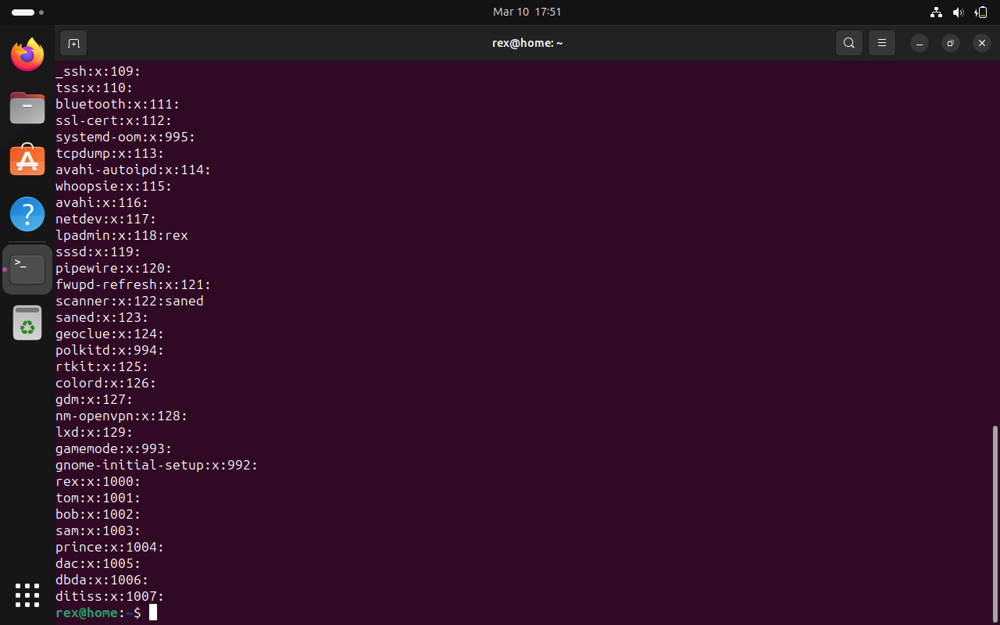 Mar 10 17:51
rex@home: ~
_ssh:x:109:
tss:x:110:
bluetooth:x:111:
ssl-cert:x:112:
systemd-oom:x:995:
tcpdump:x:113:
avahi-autoipd:x:114:
whoopsie:x:115:
avahi:x:116:
netdev:x:117:
lpadmin:x:118:rex
sssd:x:119:
pipewire:x:120:
fwupd-refresh:x:121:
scanner:x:122:saned
saned:x:123:
geoclue:x:124:
polkitd:x:994:
rtkit:x:125:
colord:x:126:
gdm:x:127:
nm-openvpn:x:128:
lxd:x:129:
gamemode:x:993:
gnome-initial-setup:x:992:
rex:x:1000:
tom:x:1001:
bob:x:1002:
sam:x:1003:
prince:x:1004:
dac:x:1005:
dbda:x:1006:
ditiss:x:1007:
rex@home:~$